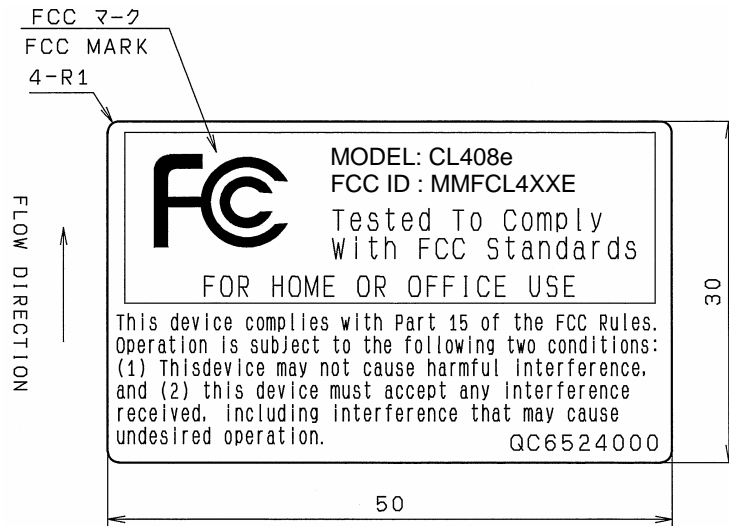 FCC マーク
FCC MARK
4-R1
FLOW DIRECTION
FCC
MODEL: CL408e
FCC ID : MMFCL4XXE
Tested To Comply
With FCC Standards
FOR HOME OR OFFICE USE
This device complies with Part 15 of the FCC Rules.
Operation is subject to the following two conditions:
(1) Thisdevice may not cause harmful interference,
and (2) this device must accept any interference
received, including interference that may cause
undesired operation.
QC6524000
30
50